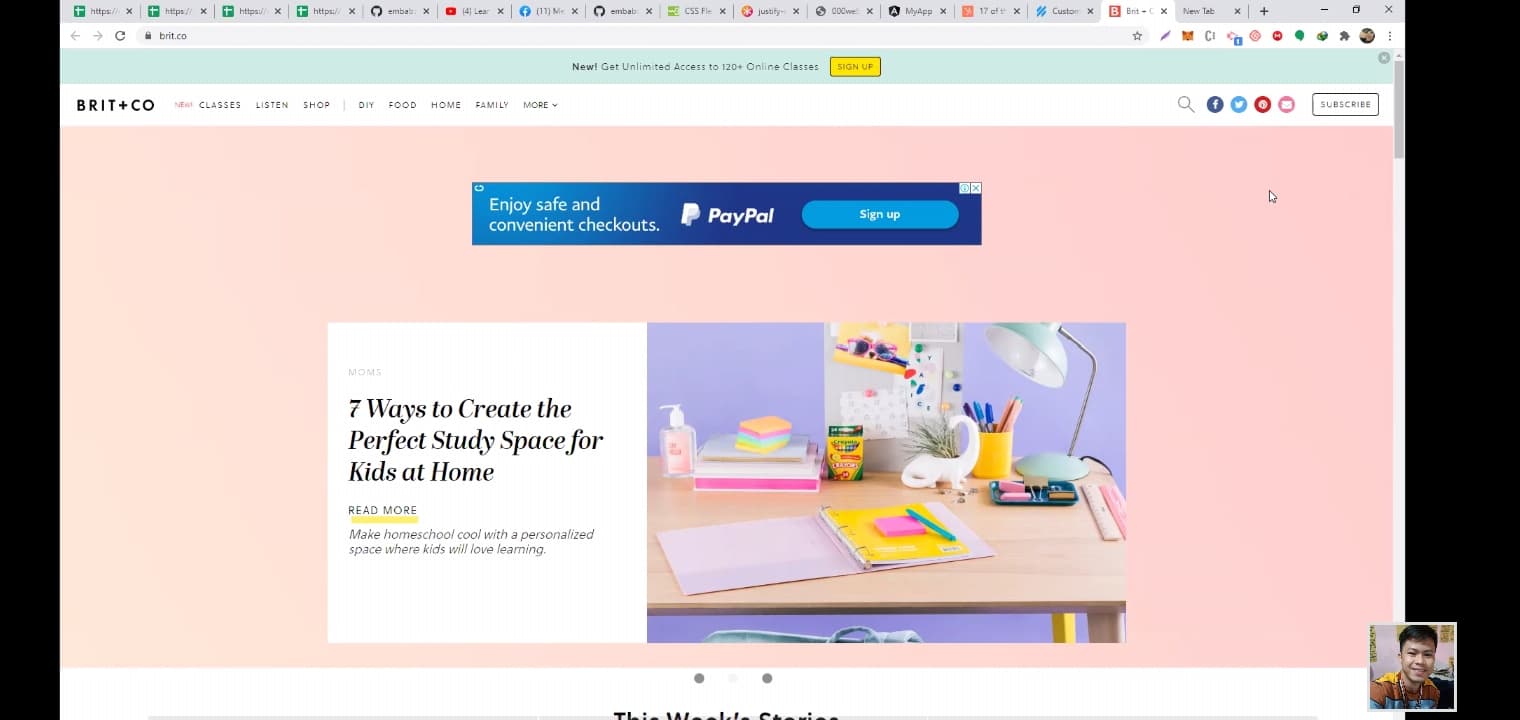 https://
https://
https://
https://
embab
(4) Lear
(11) Me
embab
CSS Fle
justify-
000we
MyApp
17 of th
Custom
Brit + C
New Tab
brit.co
New! Get Unlimited Access to 120+ Online Classes
SIGN UP
BRIT+CO
NEW! CLASSES LISTEN SHOP | DIY FOOD HOME FAMILY MORE
SUBSCRIBE
Enjoy safe and
convenient checkouts.
PayPal
Sign up
MOMS
7 Ways to Create the
Perfect Study Space for
Kids at Home
READ MORE
Make homeschool cool with a personalized
space where kids will love learning.
Crayola
CRAYONS
This Week's Stories